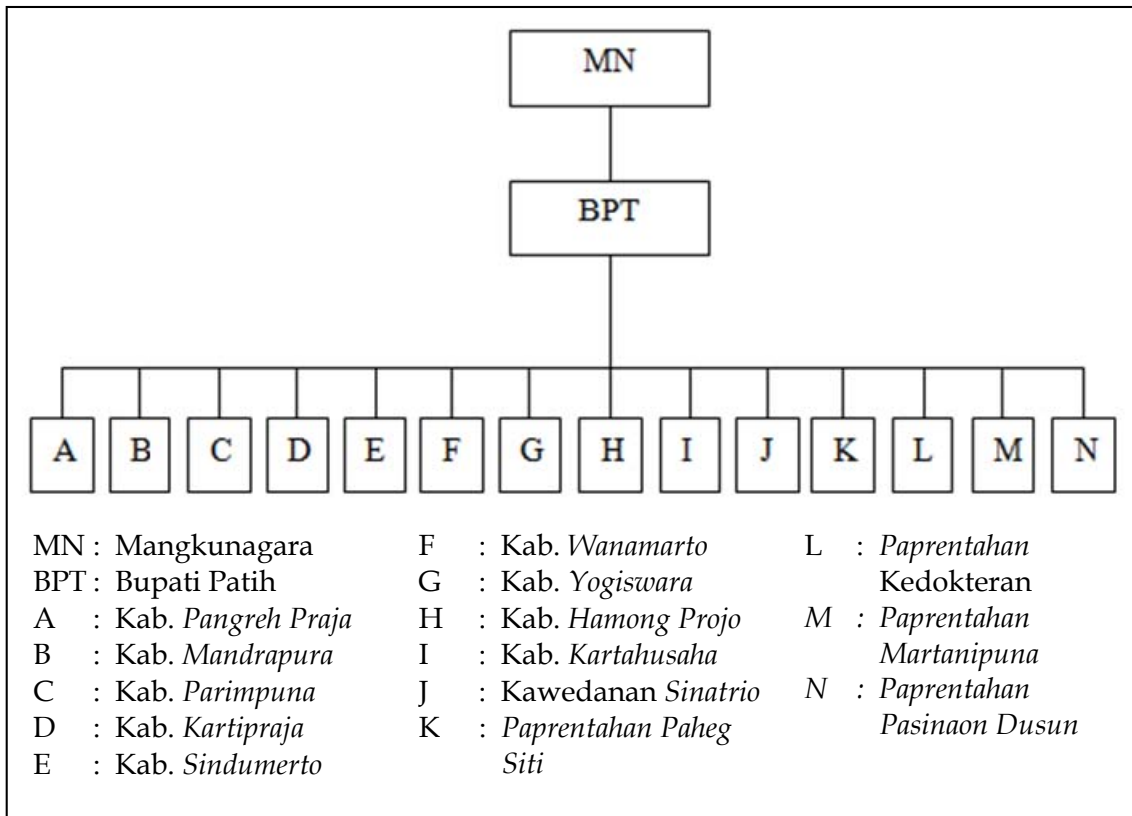 MN
BPT
A B C D E F G H I J K L M N
MN : Mangkunagara
BPT : Bupati Patih
A : Kab. Pangreh Praja
B : Kab. Mandrapura
C : Kab. Parimpuna
D : Kab. Kartipraja
E : Kab. Sindumerto
F : Kab. Wanamarto
G : Kab. Yogiswara
H : Kab. Hamong Projo
I : Kab. Kartahusaha
J : Kawedanan Sinatrio
K : Paprentahan Paheg
Siti
L : Paprentahan
Kedokteran
M : Paprentahan
Martanipuna
N : Paprentahan
Pasinaon Dusun